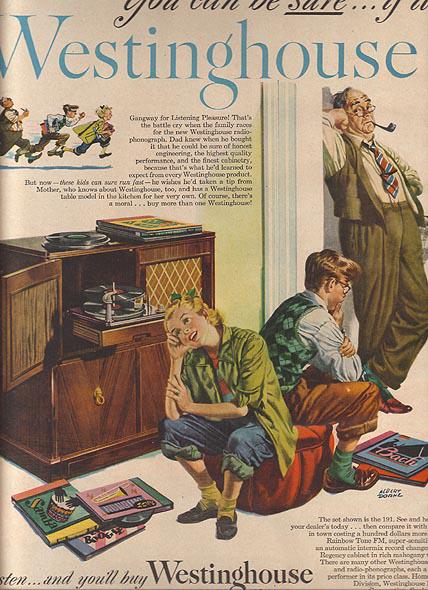 You can be sure...if it
Westinghouse
Gangway for Listening Pleasure! That's
the battle cry when the family races
for the new Westinghouse radio-
phonograph. Dad knew when he bought
it that he could be sure of honest
engineering, the highest quality
performance, and the finest cabinetry,
because that's what he'd learned to
expect from every Westinghouse product.
But now—these kids can sure run fast—he wishes he'd taken a tip from
Mother, who knows about Westinghouse, too, and has a Westinghouse
table model in the kitchen for her very own. Of course, there's
a moral . . . buy more than one Westinghouse!
Bach
BOOGIE
ALBERT
DORNE
The set shown is the 191. See and he
your dealer's today . . . then compare it with
in town costing a hundred dollars more
Rainbow Tone FM, super-sensiti
an automatic intermix record change
Regency cabinet in rich mahogany
There are many other Westingho
and radio-phonographs, each a
performer in its price class. Home
Division, Westinghouse
sten...and you'll buy Westinghouse